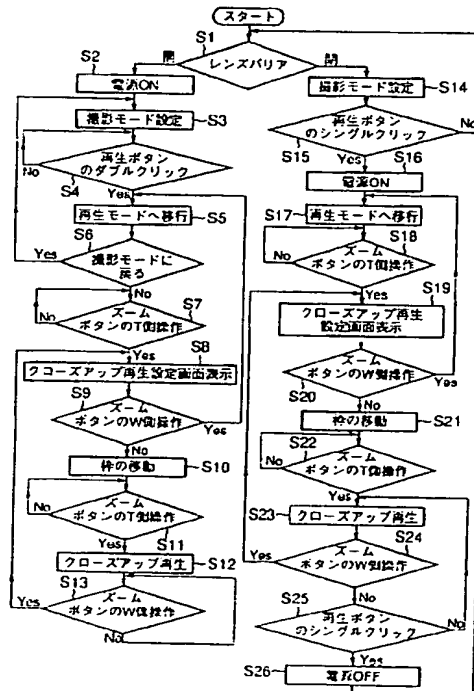 スタート
S1
レンズバリア
開
閉
S2
電源ON
撮影モード設定
S3
No
再生ボタン
のダブルクリック
S4
Yes
再生モードへ移行
S5
S6
Yes
撮影モードに
戻る
No
S7
ズーム
ボタンのT側操作
No
Yes
S8
クローズアップ再生設定画面表示
S9
ズーム
ボタンのW側操作
Yes
No
枠の移動
S10
No
ズーム
ボタンのT側操作
S11
Yes
クローズアップ再生
S12
S13
Yes
ズーム
ボタンのW側操作
No
撮影モード設定
S14
再生ボタン
のシングルクリック
No
S15
Yes
S16
電源ON
S17
再生モードへ移行
S18
ズーム
ボタンのT側操作
No
Yes
S19
クローズアップ再生
設定画面表示
ズーム
ボタンのW側操作
S20
Yes
No
枠の移動
S21
S22
ズーム
ボタンのT側操作
No
Yes
S23
クローズアップ再生
S24
Yes
ズーム
ボタンのW側操作
S25
No
再生ボタン
のシングルクリック
No
Yes
S26
電源OFF